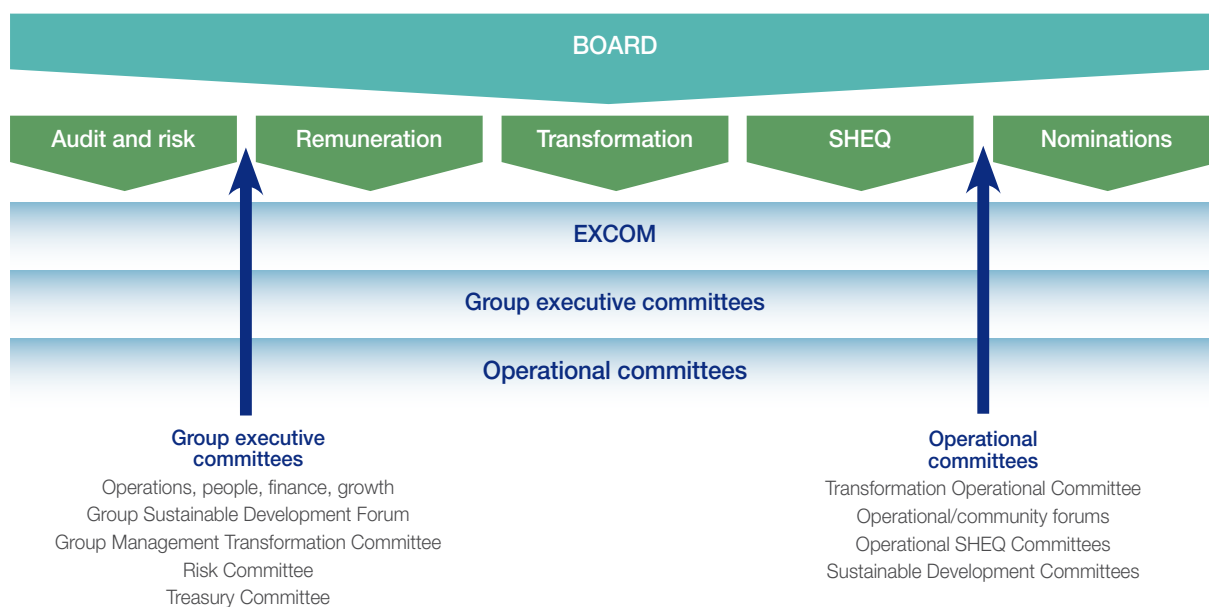 BOARD
Audit and risk
Remuneration
Transformation
SHEQ
Nominations
EXCOM
Group executive committees
Operational committees
Group executive
committees
Operations, people, finance, growth
Group Sustainable Development Forum
Group Management Transformation Committee
Risk Committee
Treasury Committee
Operational
committees
Transformation Operational Committee
Operational/community forums
Operational SHEQ Committees
Sustainable Development Committees